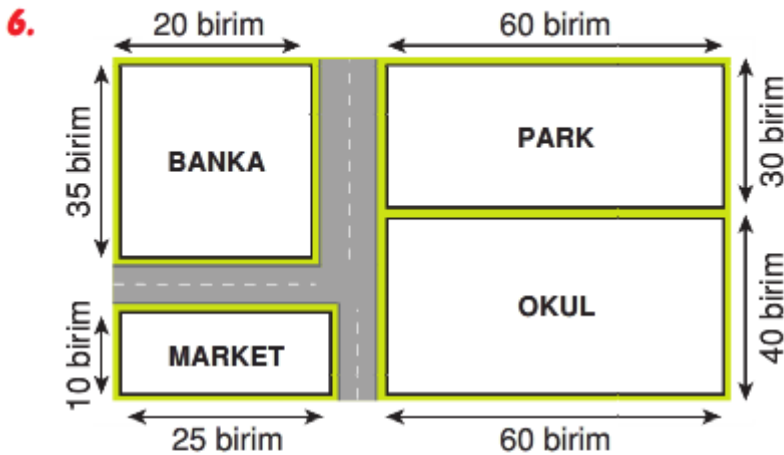 6.
20 birim
60 birim
35 birim
BANKA
PARK
30 birim
10 birim
MARKET
OKUL
40 birim
25 birim
60 birim